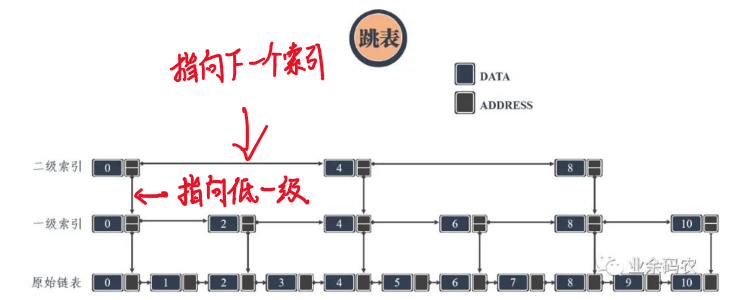 跳表
指向下一个索引
DATA
ADDRESS
二级索引 0 4 8
指向低一级
一级索引 0 2 4 6 8 10
业余码农
原始链表 0 1 2 3 4 5 6 7 8 9 10